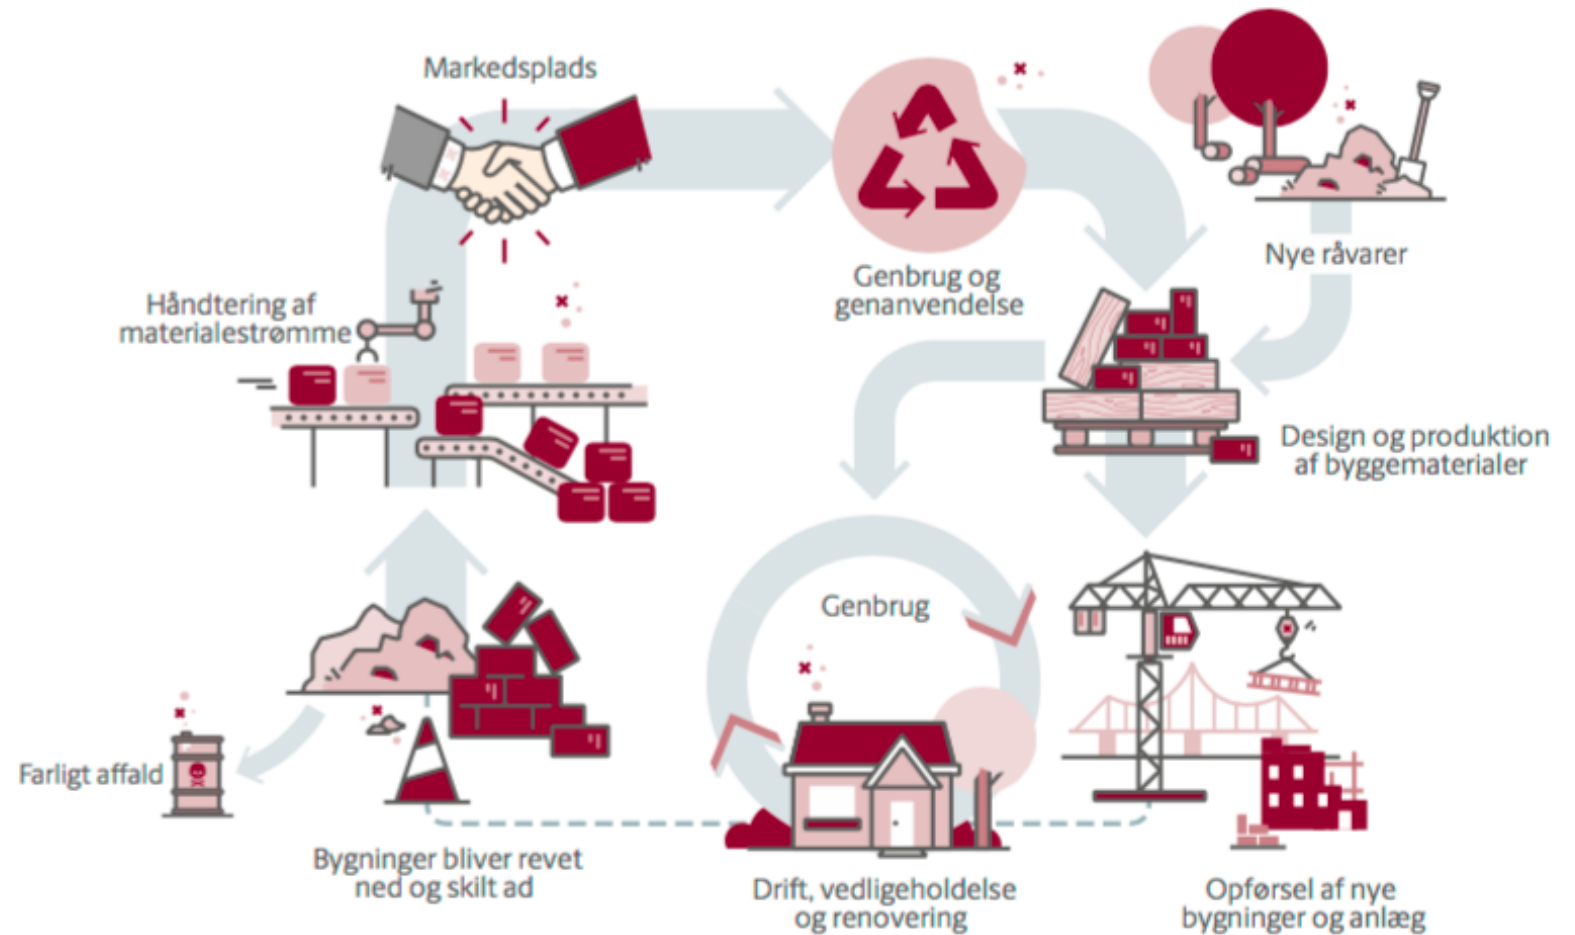 Markedsplads
Genbrug og
genanvendelse
Nye råvarer
Håndtering af
materialestrømme
Design og produktion
af byggematerialer
Genbrug
Farligt affald
Bygninger bliver revet
ned og skilt ad
Drift, vedligeholdelse
og renovering
Opførsel af nye
bygninger og anlæg